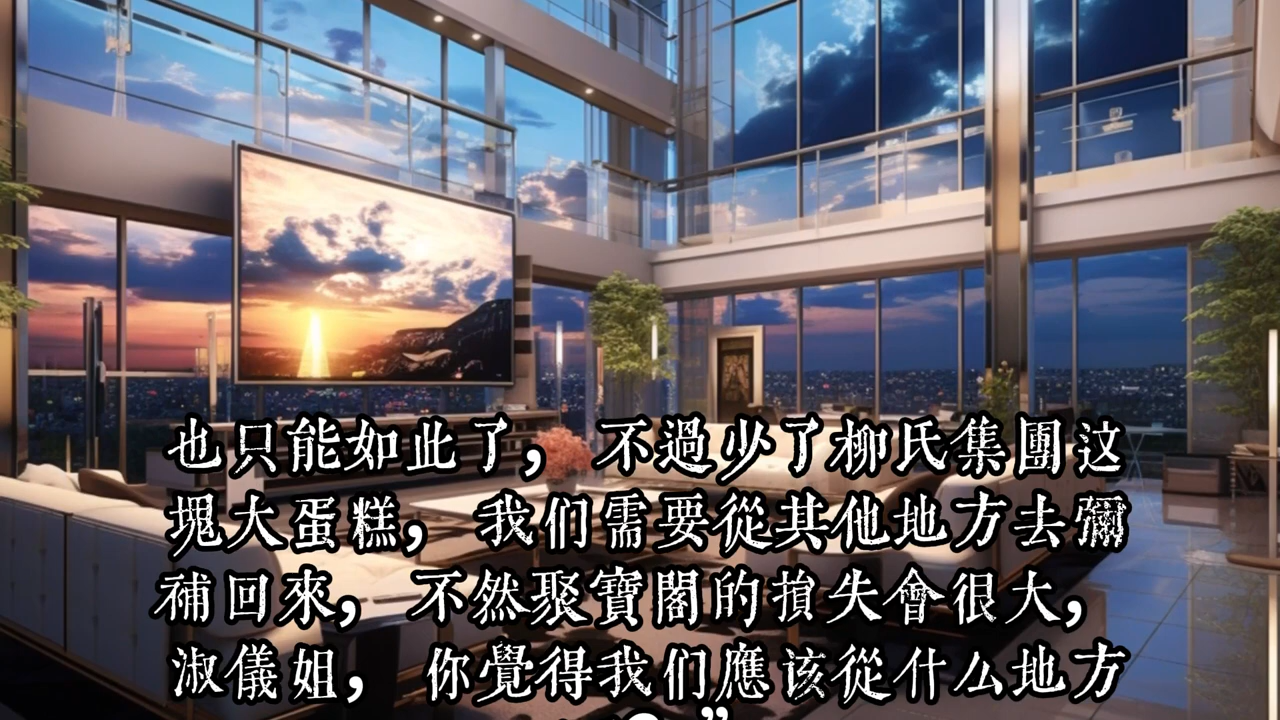 也只能如此了，不過少了柳氏集團这
塊大蛋糕，我们需要從其他地方去彌
補回來，不然聚寶閣的損失會很大，
淑儀姐，你覺得我们應该從什么地方